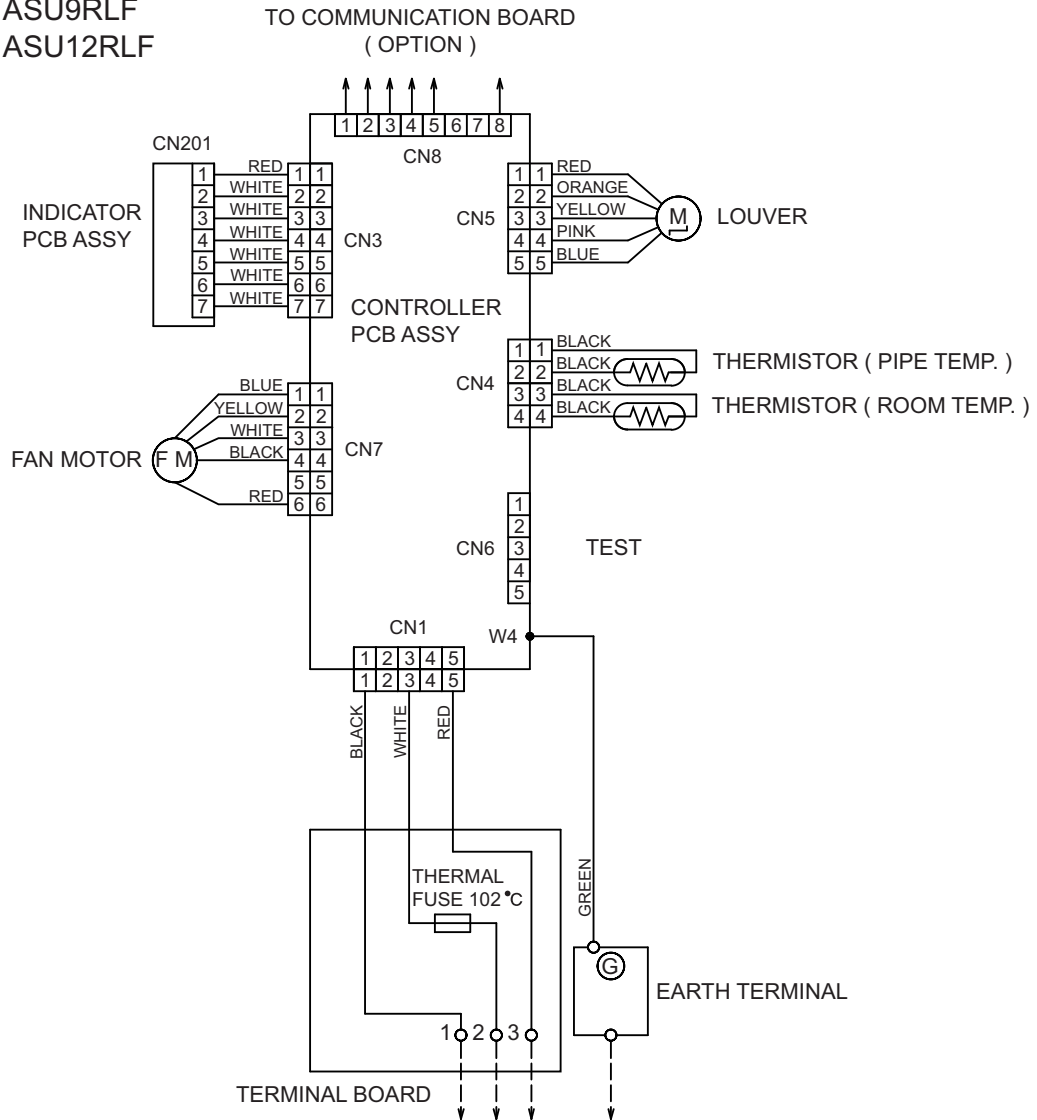 ASU9RLF
ASU12RLF
TO COMMUNICATION BOARD
( OPTION )
1 2 3 4 5 6 7 8
CN8
CN201
INDICATOR
PCB ASSY
1 RED 1 1
2 WHITE 2 2
3 WHITE 3 3
4 WHITE 4 4
5 WHITE 5 5
6 WHITE 6 6
7 WHITE 7 7
CN3
CN5
1 1 RED
2 2 ORANGE
3 3 YELLOW
4 4 PINK
5 5 BLUE
M
LOUVER
CONTROLLER
PCB ASSY
CN4
1 1 BLACK
2 2 BLACK
3 3 BLACK
4 4 BLACK
THERMISTOR ( PIPE TEMP. )
THERMISTOR ( ROOM TEMP. )
FAN MOTOR
F M
BLUE 1 1
YELLOW 2 2
WHITE 3 3
BLACK 4 4
5 5
RED 6 6
CN7
CN6
1
2
3
4
5
TEST
W4
CN1
1 2 3 4 5
1 2 3 4 5
BLACK
WHITE
RED
THERMAL
FUSE 102°C
GREEN
G
EARTH TERMINAL
1 2 3
TERMINAL BOARD